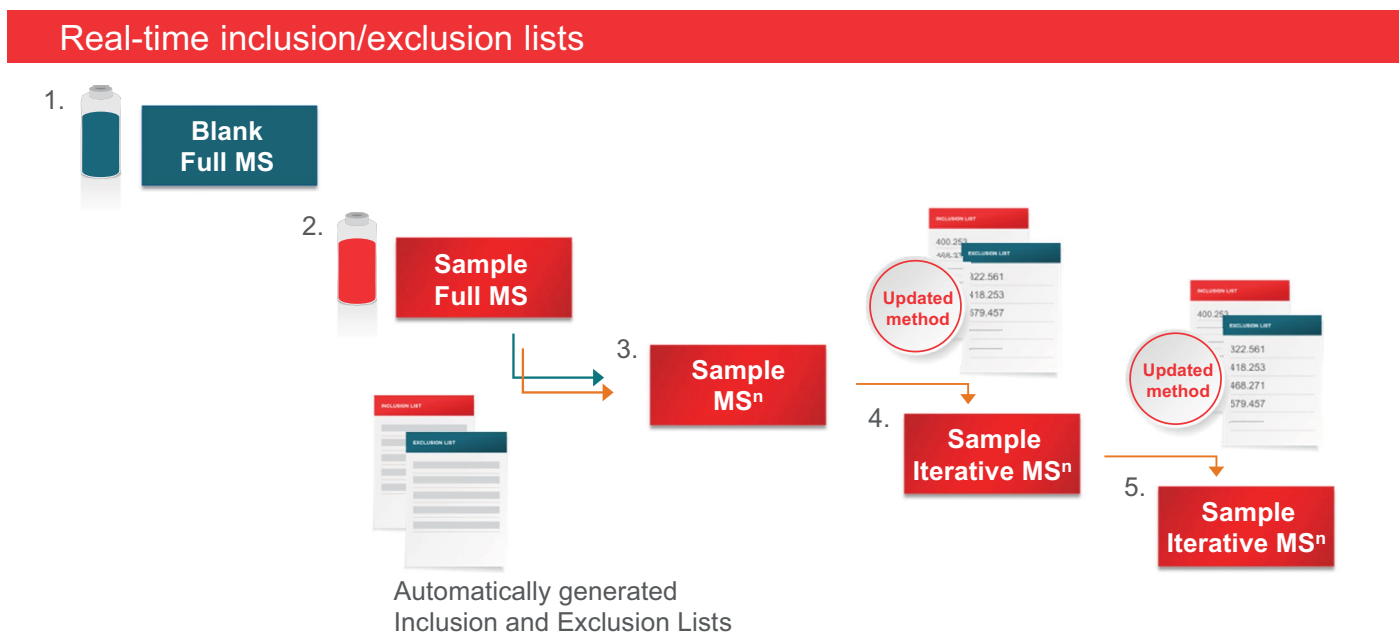 Real-time inclusion/exclusion lists
1.
Blank
Full MS
2.
Sample
Full MS
INCLUSION LIST
EXCLUSION LIST
Automatically generated
Inclusion and Exclusion Lists
3.
Sample
MSⁿ
INCLUSION LIST
400.253
EXCLUSION LIST
322.561
418.253
579.457
Updated
method
4.
Sample
Iterative MSⁿ
INCLUSION LIST
400.253
EXCLUSION LIST
322.561
418.253
468.271
579.457
Updated
method
5.
Sample
Iterative MSⁿ